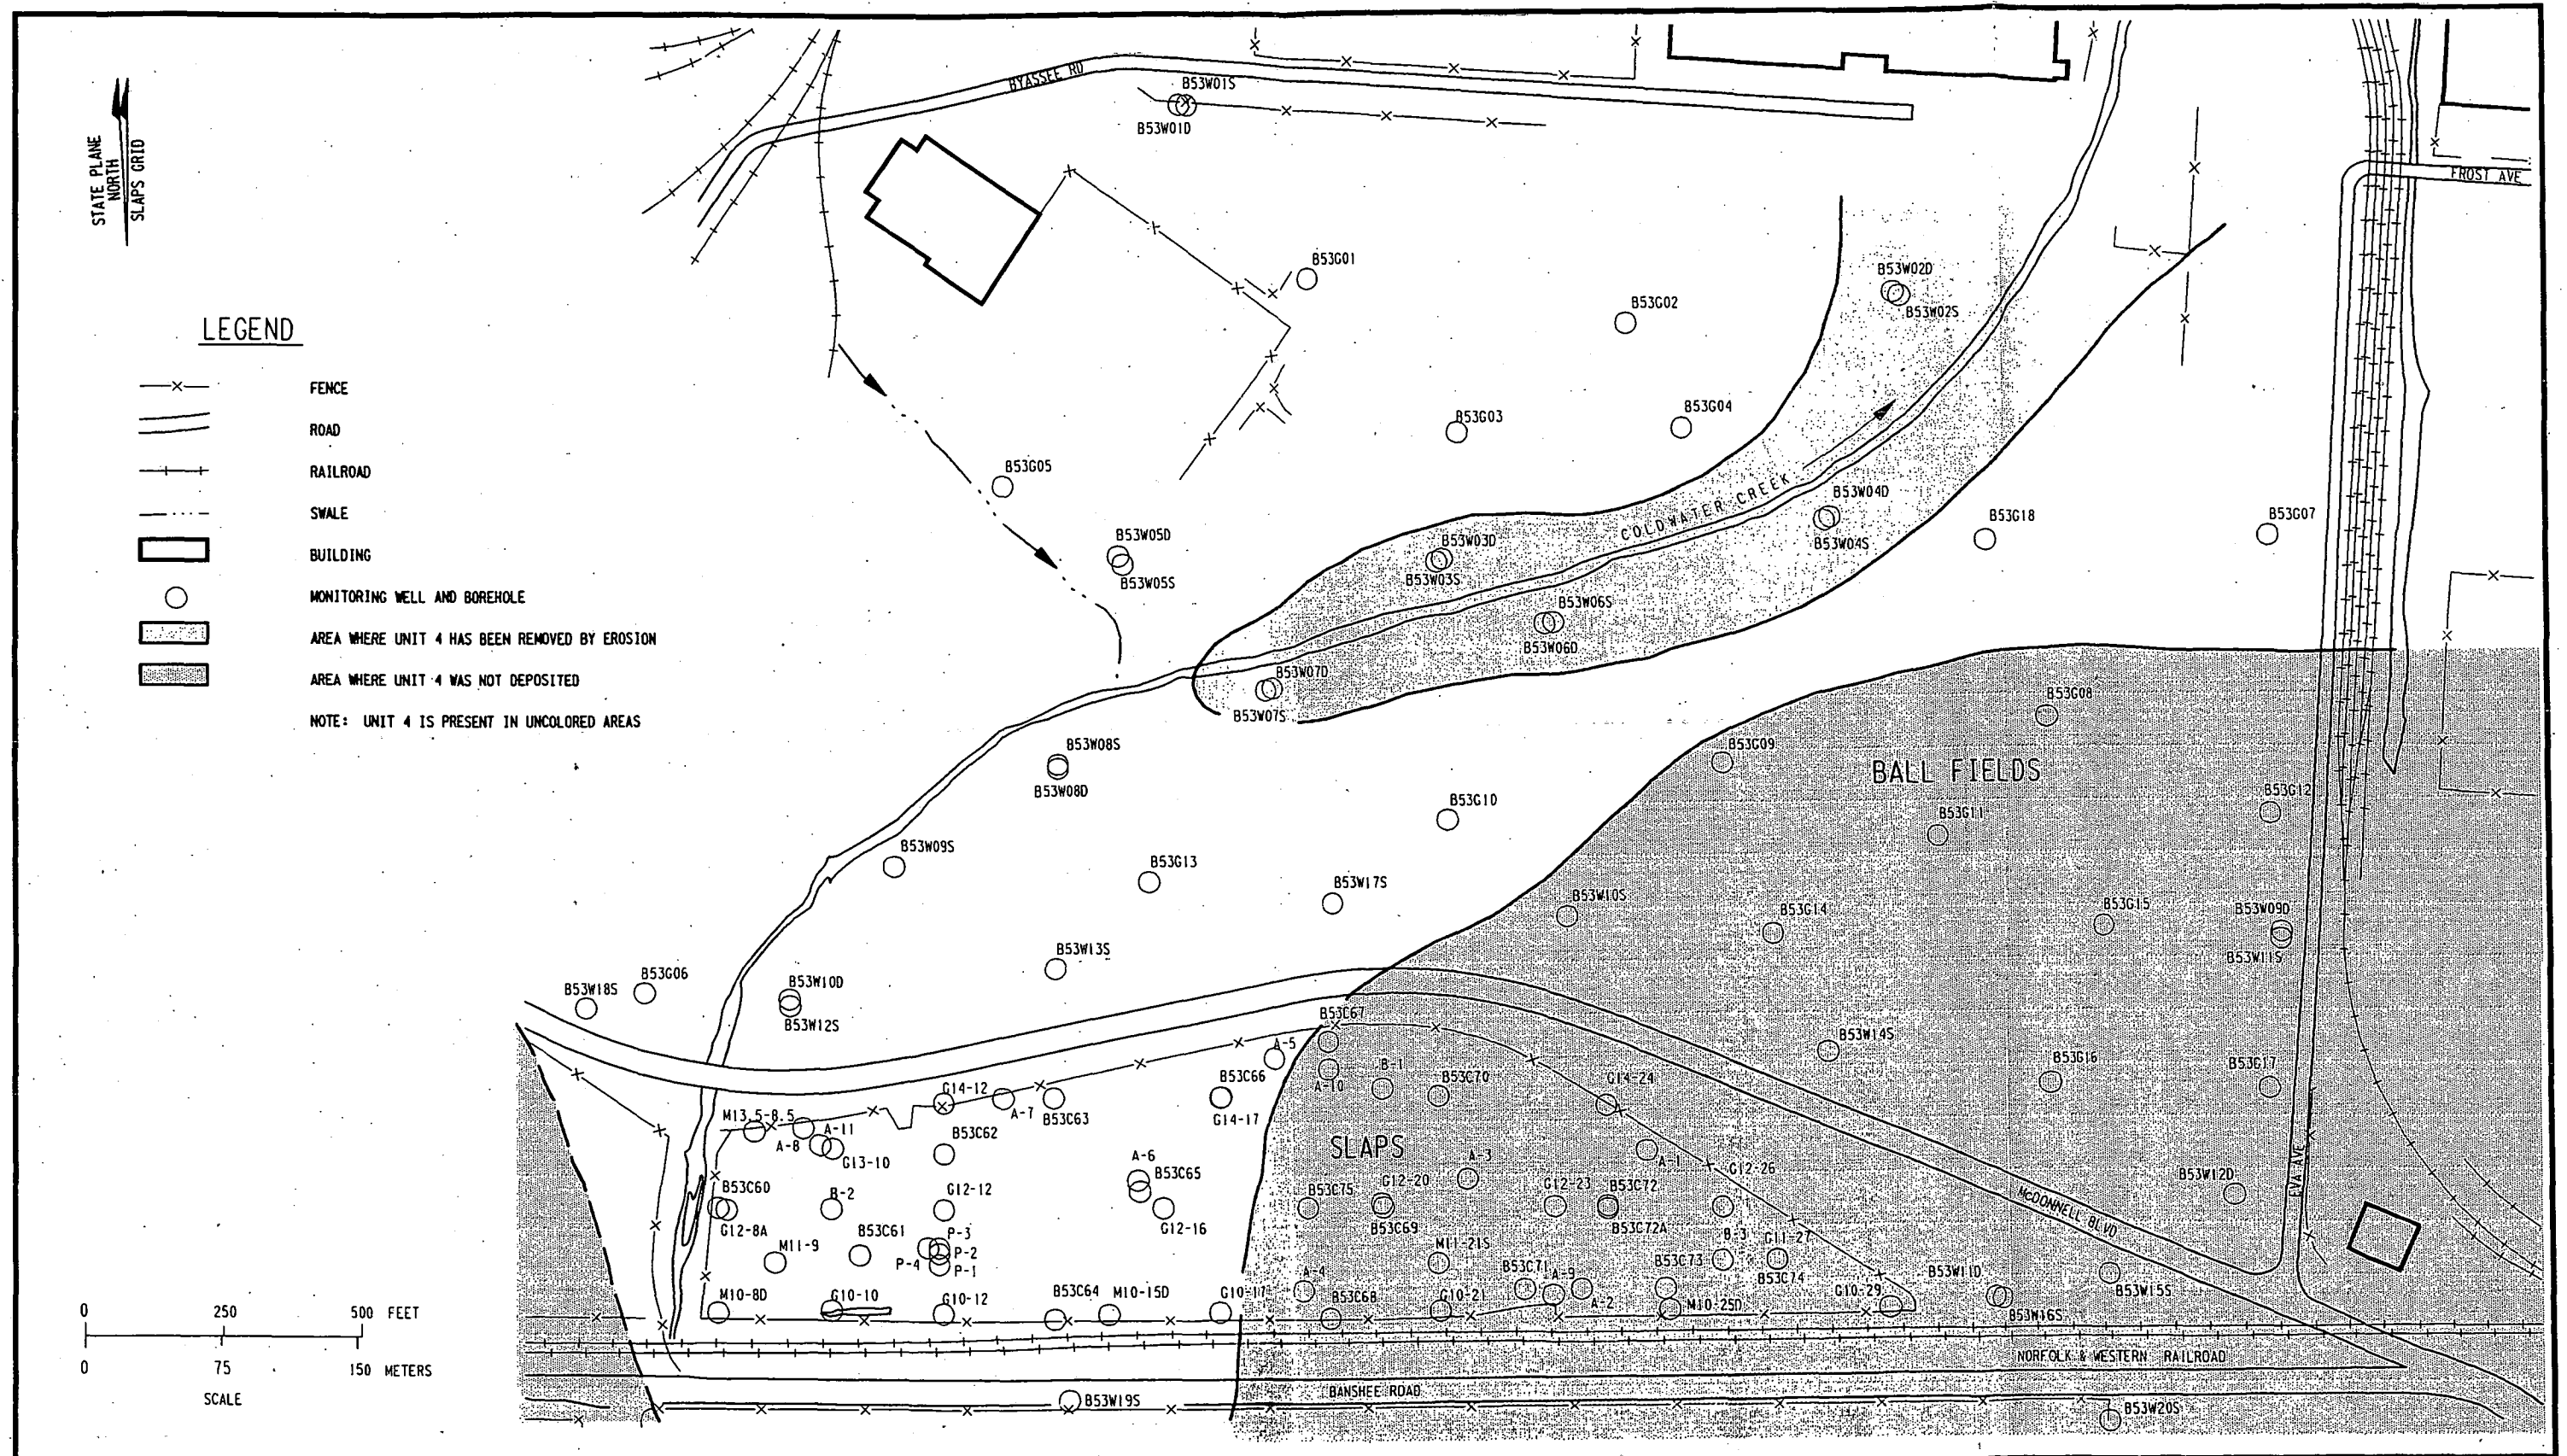 BYASSEE RD
B53W01S
B53W01D
STATE PLANE
NORTH
SLAPS GRID
FROST AVE
B53G01
B53W02D
B53G02
B53W02S
LEGEND
FENCE
ROAD
RAILROAD
SWALE
BUILDING
MONITORING WELL AND BOREHOLE
AREA WHERE UNIT 4 HAS BEEN REMOVED BY EROSION
AREA WHERE UNIT 4 WAS NOT DEPOSITED
NOTE: UNIT 4 IS PRESENT IN UNCOLORED AREAS
B53G03
B53G04
B53G05
COLDWATER CREEK
B53W04D
B53W04S
B53G18
B53G07
B53W05D
B53W05S
B53W03D
B53W03S
B53W06S
B53W06D
B53W07D
B53W07S
B53G08
B53W08S
B53W08D
B53G09
BALL FIELDS
B53G10
B53G11
B53G12
B53W09S
B53G13
B53W17S
B53W10S
B53G14
B53G15
B53W09D
B53W11S
B53W13S
B53G06
B53W18S
B53W10D
B53W12S
B53C67
A-5
A-10
B-1
B53C70
G14-24
B53W14S
B53G16
B53G17
G14-12
A-7
B53C63
B53C66
G14-17
M13.5-8.5
A-11
A-8
G13-10
B53C62
SLAPS
A-3
A-1
G12-26
A-6
B53C65
G12-16
B53C60
G12-8A
B-2
G12-12
B53C75
G12-20
B53C69
G12-23
B53C72
B53C72A
McDONNELL BLVD
B53W12D
EVA AVE
M11-9
B53C61
P-3
P-2
P-4
P-1
M11-21S
B-3
G11-27
B53C73
B53C74
B53C71
A-9
A-2
A-4
B53C68
G10-21
M10-25D
G10-29
B53W11D
B53W16S
B53W15S
M10-8D
G10-10
G10-12
B53C64
M10-15D
G10-17
0 250 500 FEET
0 75 150 METERS
SCALE
NORFOLK & WESTERN RAILROAD
BANSHEE ROAD
B53W19S
B53W20S